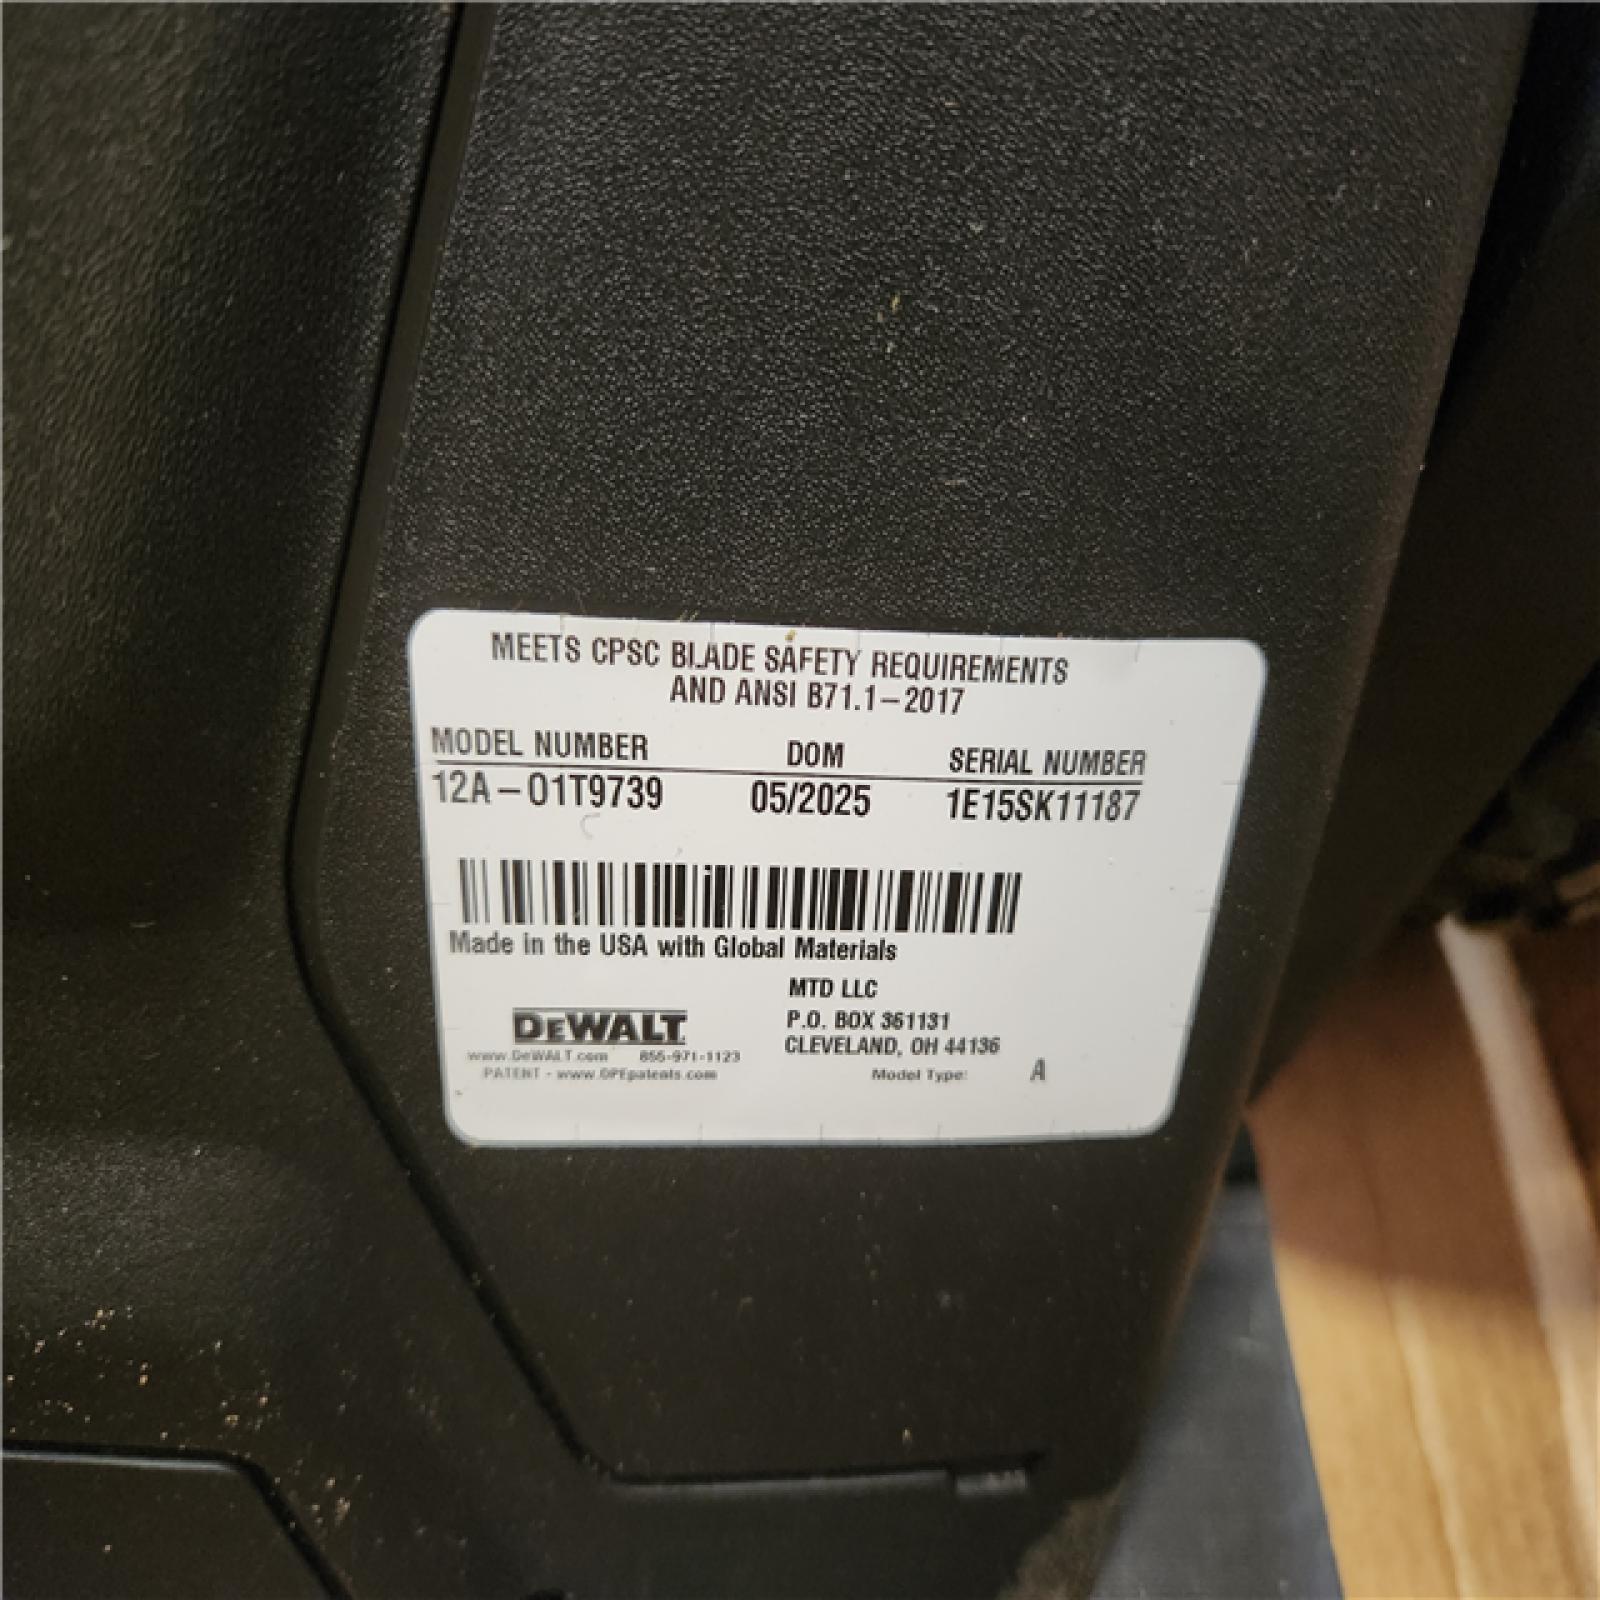 MEETS CPSC BLADE SAFETY REQUIREMENTS
AND ANSI B71.1-2017
MODEL NUMBER DOM SERIAL NUMBER
12A-O1T9739 05/2025 1E15SK11187
Made in the USA with Global Materials
MTD LLC
P.O. BOX 361131
CLEVELAND, OH 44136
DEWALT
www.DeWALT.com 855-971-1123
PATENT - www.OPEpatents.com
Model Type: A